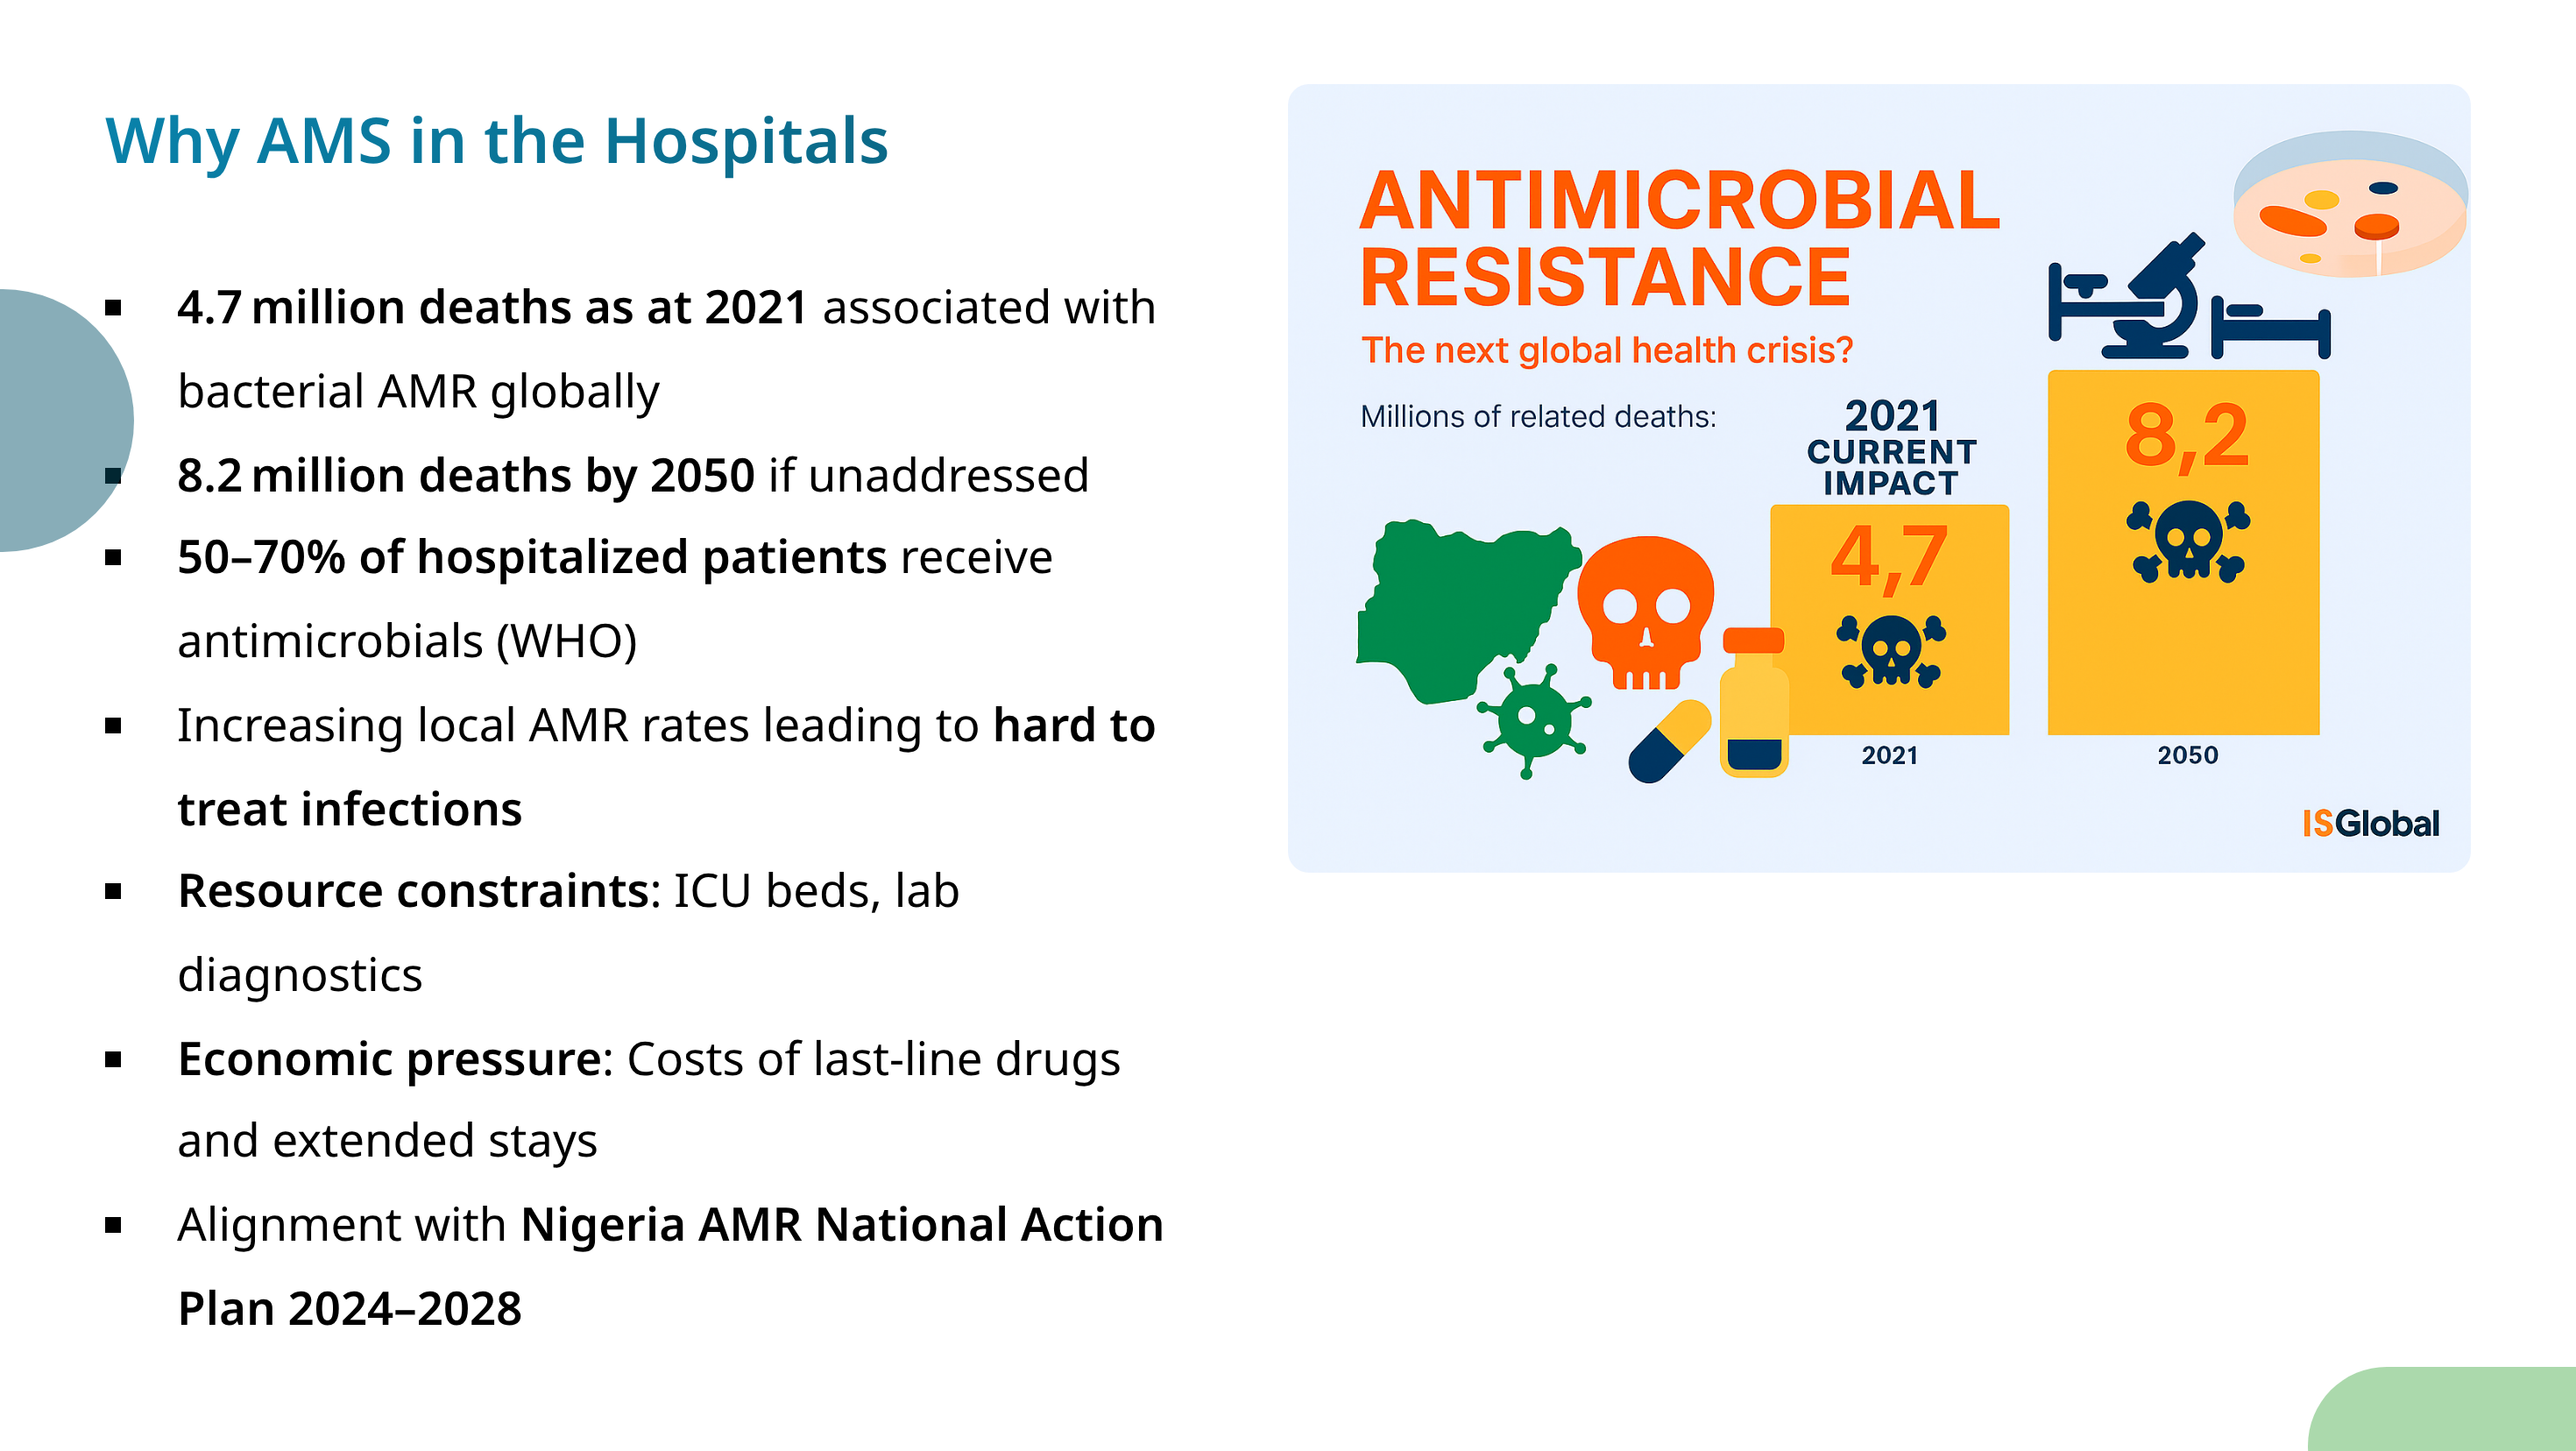 Why AMS in the Hospitals
▪ 4.7 million deaths as at 2021 associated with
bacterial AMR globally
▪ 8.2 million deaths by 2050 if unaddressed
▪ 50–70% of hospitalized patients receive
antimicrobials (WHO)
▪ Increasing local AMR rates leading to hard to
treat infections
▪ Resource constraints: ICU beds, lab
diagnostics
▪ Economic pressure: Costs of last-line drugs
and extended stays
▪ Alignment with Nigeria AMR National Action
Plan 2024–2028
ANTIMICROBIAL
RESISTANCE
The next global health crisis?
Millions of related deaths:
2021
CURRENT
IMPACT
4,7
2021
8,2
2050
ISGlobal